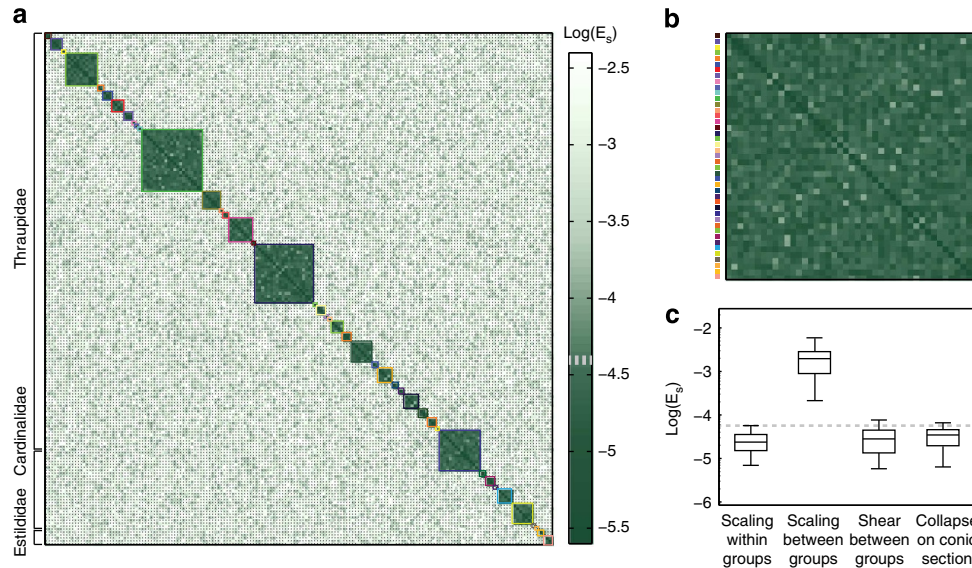 a
Log(E_s)
-2.5
-3
-3.5
-4
-4.5
-5
-5.5
Thraupidae
Cardinalidae
Estildidae
b
c
Log(E_s)
-2
-3
-4
-5
-6
Scaling within groups
Scaling between groups
Shear between groups
Collapse on conic section